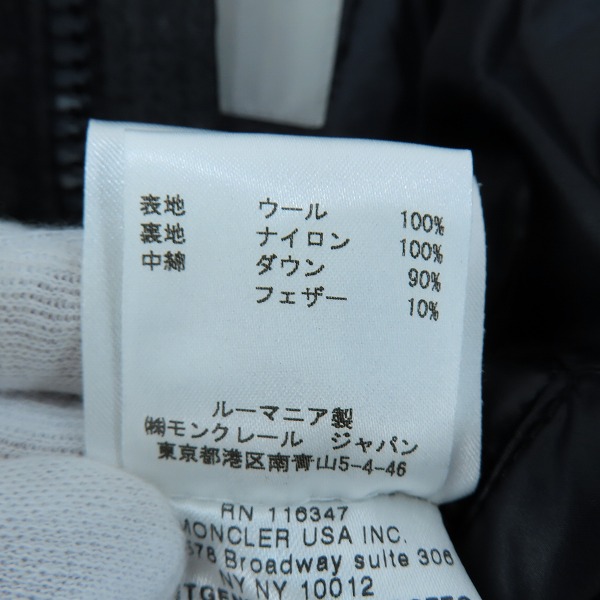 表地 ウール 100%
裏地 ナイロン 100%
中綿 ダウン 90%
フェザー 10%
ルーマニア製
㈱モンクレール ジャパン
東京都港区南青山5-4-46
RN 116347
MONCLER USA INC.
Broadway suite 306
NY NY 10012